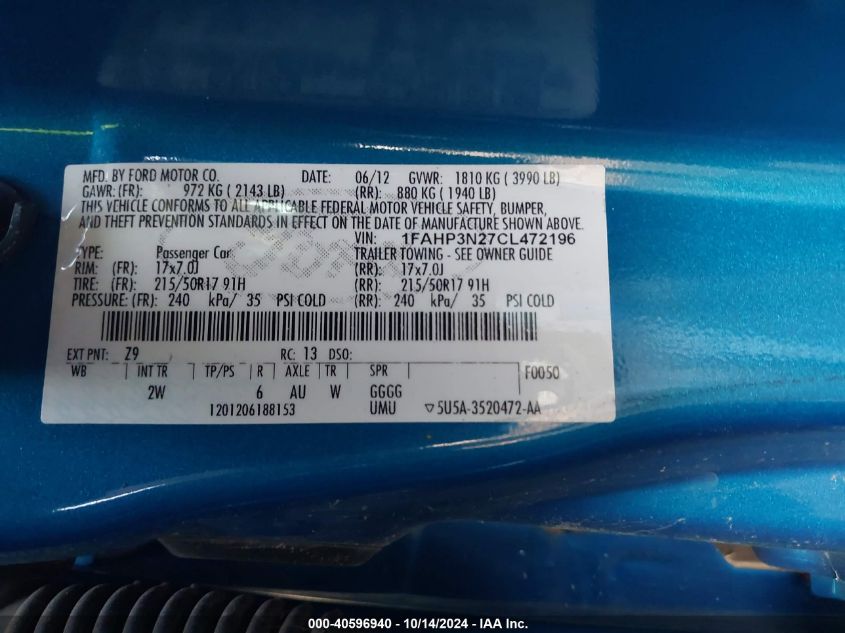 MFD. BY FORD MOTOR CO. DATE: 06/12 GVWR: 1810 KG ( 3990 LB)
GAWR: (FR): 972 KG ( 2143 LB) (RR): 880 KG ( 1940 LB)
THIS VEHICLE CONFORMS TO ALL APPLICABLE FEDERAL MOTOR VEHICLE SAFETY, BUMPER,
AND THEFT PREVENTION STANDARDS IN EFFECT ON THE DATE OF MANUFACTURE SHOWN ABOVE.
VIN: 1FAHP3N27CL472196
TYPE: Passenger Car TRAILER TOWING - SEE OWNER GUIDE
RIM: (FR): 17x7.0J (RR): 17x7.0J
TIRE: (FR): 215/50R17 91H (RR): 215/50R17 91H
PRESSURE: (FR): 240 kPa/ 35 PSI COLD (RR): 240 kPa/ 35 PSI COLD
EXT PNT: Z9 RC: 13 DSO:
WB INT TR TP/PS R AXLE TR SPR F0050
2W 6 AU W GGGG
1201206188153 UMU ▽5U5A-3520472-AA
000-40596940 - 10/14/2024 - IAA Inc.